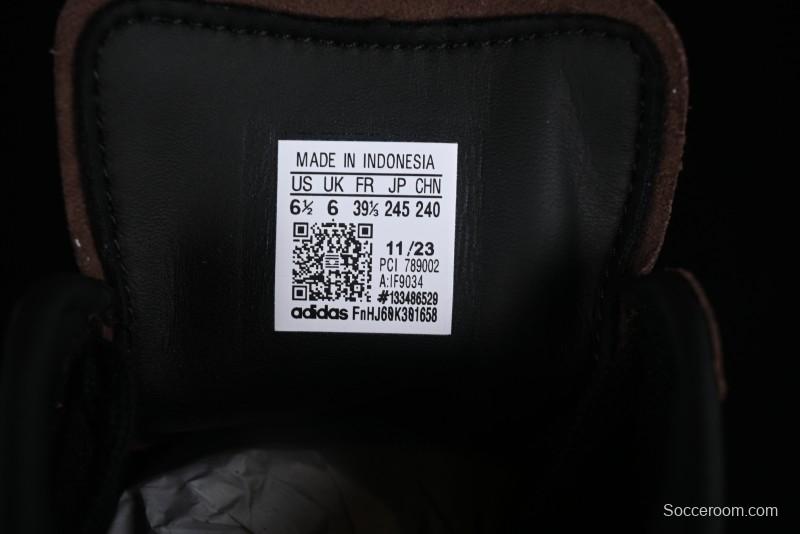 MADE IN INDONESIA
US UK FR JP CHN
6½ 6 39⅓ 245 240
11/23
PCI 789002
A:IF9034
#133486529
adidas FnHJ60K301658
Socceroom.com